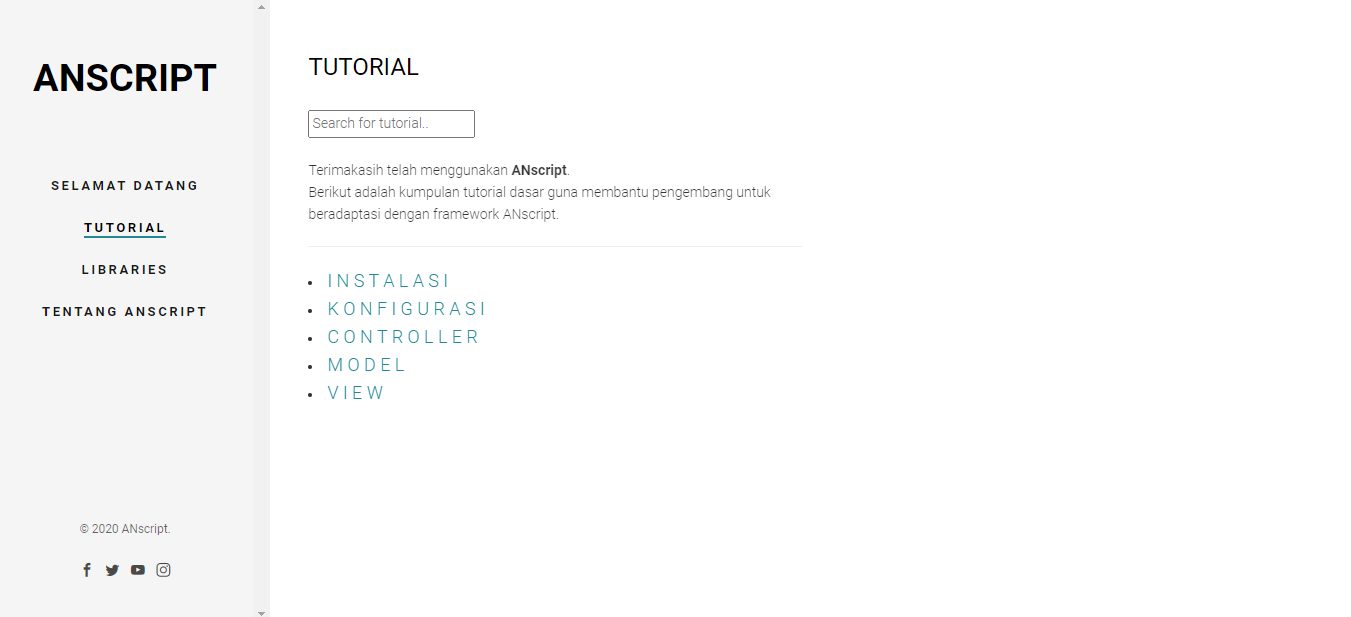 ANSCRIPT
SELAMAT DATANG
TUTORIAL
LIBRARIES
TENTANG ANSCRIPT
© 2020 ANscript.
TUTORIAL
Search for tutorial..
Terimakasih telah menggunakan ANscript.
Berikut adalah kumpulan tutorial dasar guna membantu pengembang untuk
beradaptasi dengan framework ANscript.
INSTALASI
KONFIGURASI
CONTROLLER
MODEL
VIEW